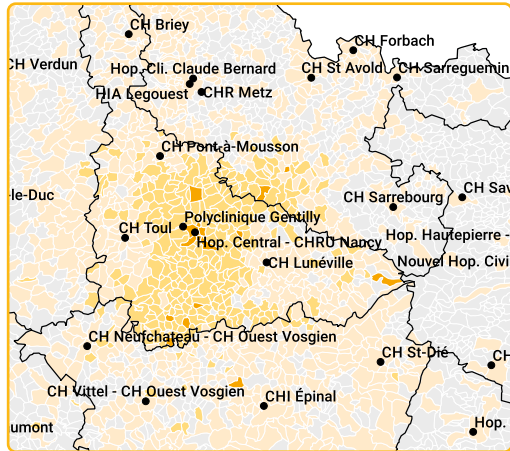 CH Briey
CH Forbach
CH Verdun
Hop. Cli. Claude Bernard
CH St Avold
CH Sarreguemin
HIA Legouest
CHR Metz
CH Pont-à-Mousson
-le-Duc
CH Sarrebourg
CH Sav
Polyclinique Gentilly
CH Toul
Hop. Central - CHRU Nancy
Hop. Hautepierre -
CH Lunéville
Nouvel Hop. Civi
CH Neufchateau - CH Ouest Vosgien
CH St-Dié
CH
CH Vittel - CH Ouest Vosgien
CHI Épinal
aumont
Hop.